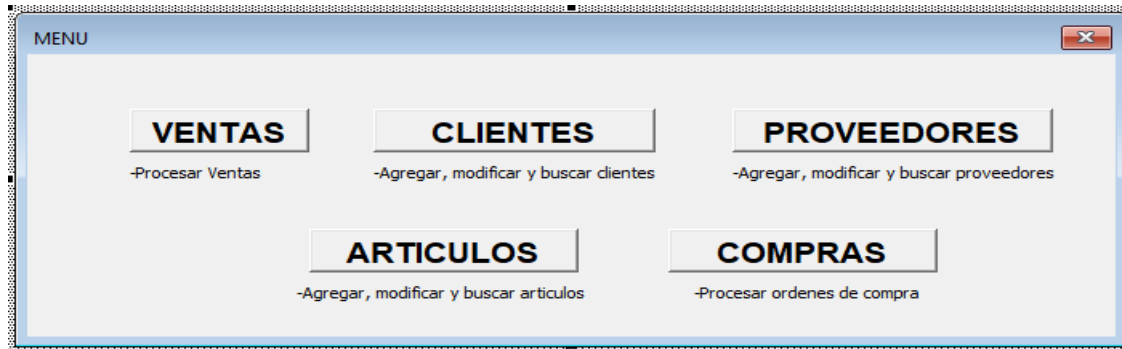 MENU
VENTAS CLIENTES PROVEEDORES
-Procesar Ventas -Agregar, modificar y buscar clientes -Agregar, modificar y buscar proveedores
ARTICULOS COMPRAS
-Agregar, modificar y buscar articulos -Procesar ordenes de compra